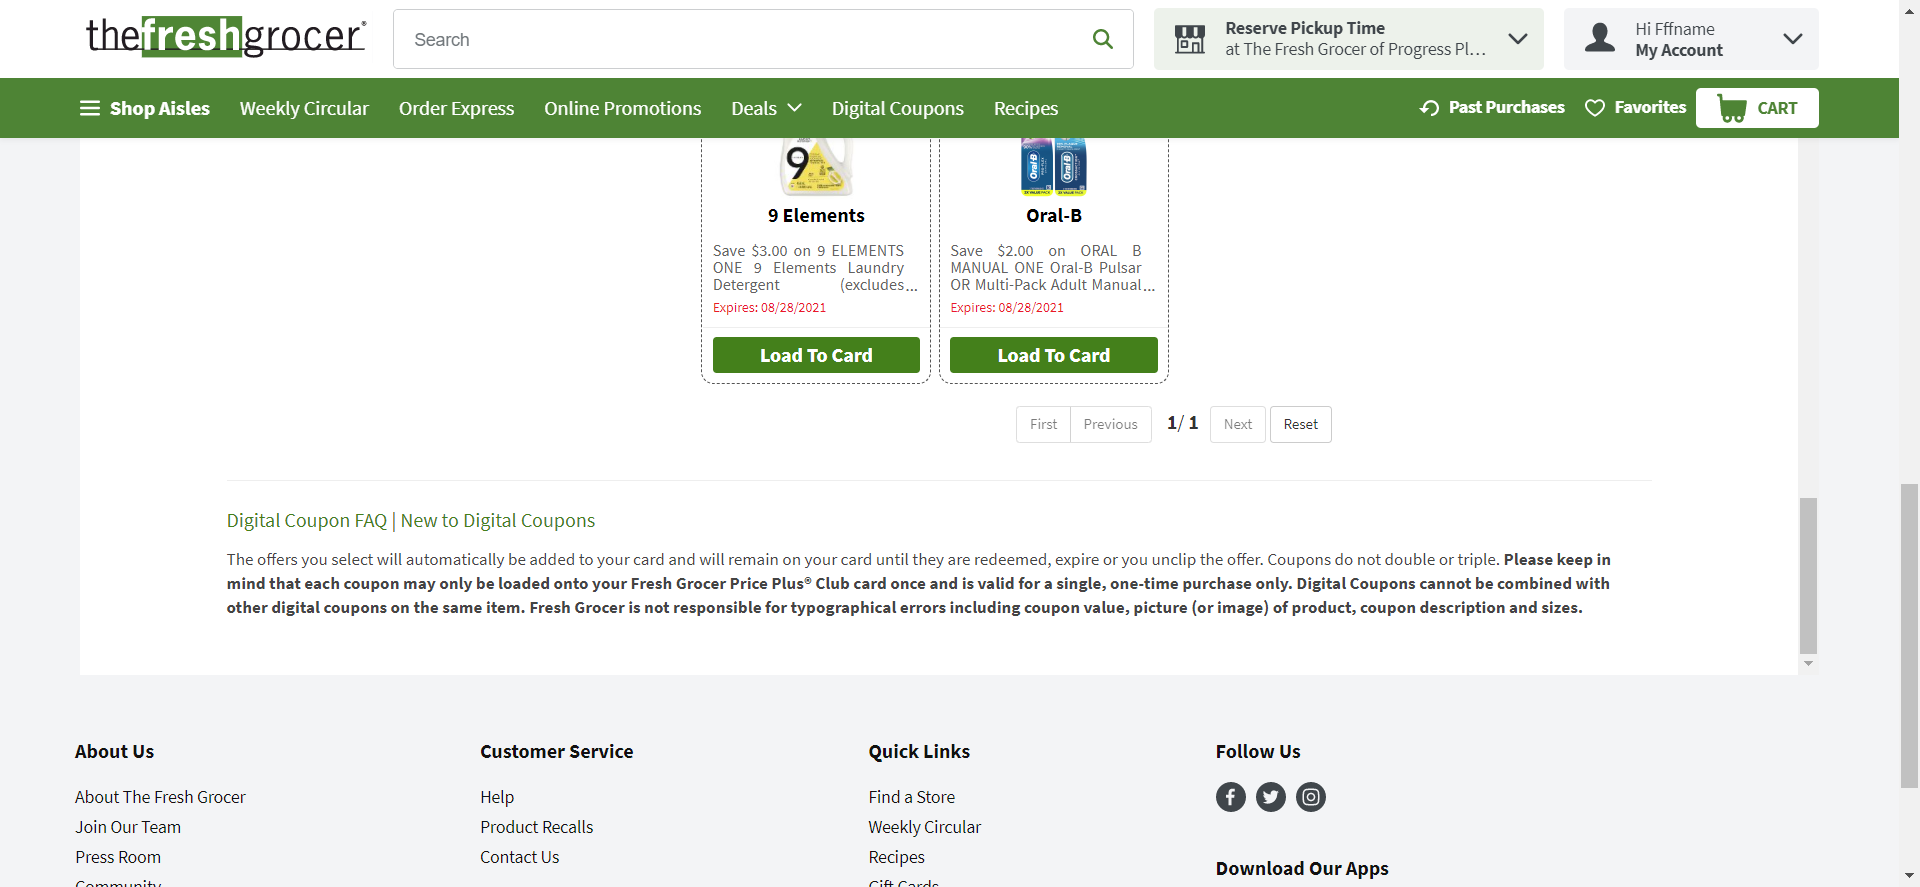 thefreshgrocer®
Search
Reserve Pickup Time
at The Fresh Grocer of Progress Pl...
Hi Fffname
My Account
Shop Aisles
Weekly Circular
Order Express
Online Promotions
Deals
Digital Coupons
Recipes
Past Purchases
Favorites
CART
9
Oral-B
Oral-B
9 Elements
Save $3.00 on 9 ELEMENTS
ONE 9 Elements Laundry
Detergent (excludes...
Expires: 08/28/2021
Load To Card
Oral-B
Save $2.00 on ORAL B
MANUAL ONE Oral-B Pulsar
OR Multi-Pack Adult Manual...
Expires: 08/28/2021
Load To Card
First
Previous
1/ 1
Next
Reset
Digital Coupon FAQ | New to Digital Coupons
The offers you select will automatically be added to your card and will remain on your card until they are redeemed, expire or you unclip the offer. Coupons do not double or triple. Please keep in
mind that each coupon may only be loaded onto your Fresh Grocer Price Plus® Club card once and is valid for a single, one-time purchase only. Digital Coupons cannot be combined with
other digital coupons on the same item. Fresh Grocer is not responsible for typographical errors including coupon value, picture (or image) of product, coupon description and sizes.
About Us
About The Fresh Grocer
Join Our Team
Press Room
Community
Customer Service
Help
Product Recalls
Contact Us
Quick Links
Find a Store
Weekly Circular
Recipes
Gift Cards
Follow Us
Download Our Apps